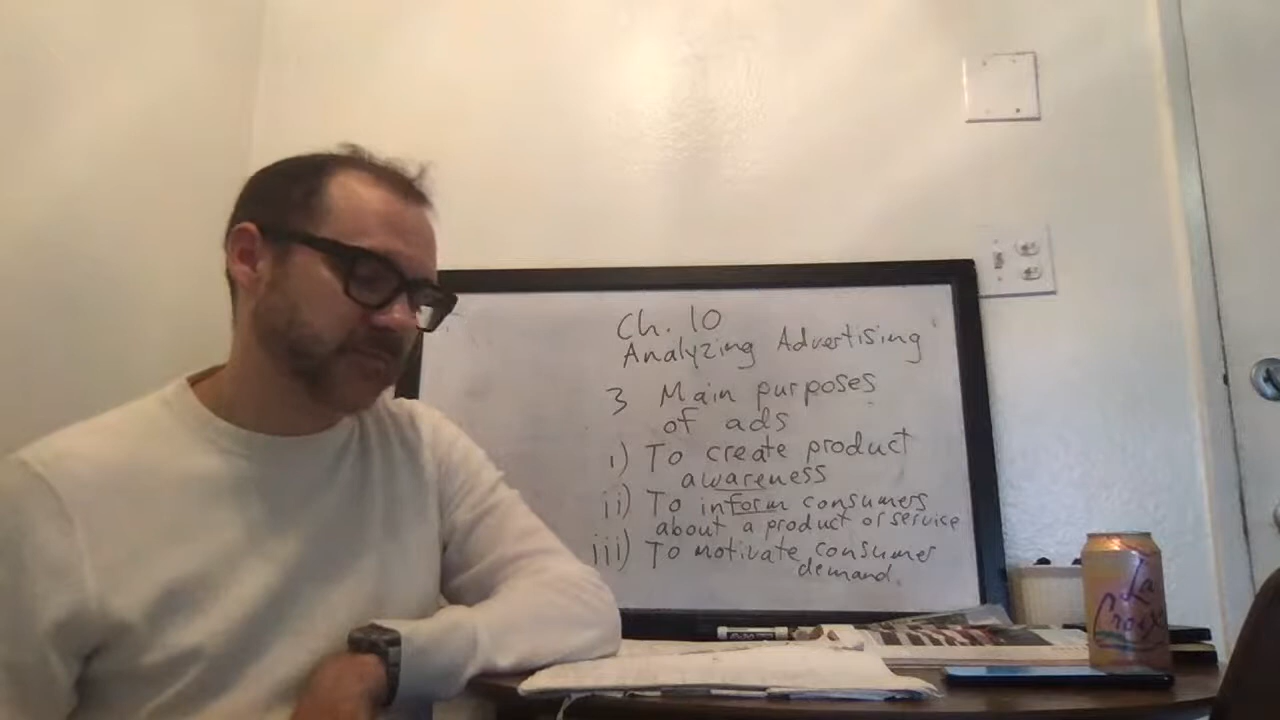 Ch. 10
Analyzing Advertising
3 Main purposes
of ads
i) To create product
awareness
ii) To inform consumers
about a product or service
iii) To motivate consumer
demand.
La
Croix